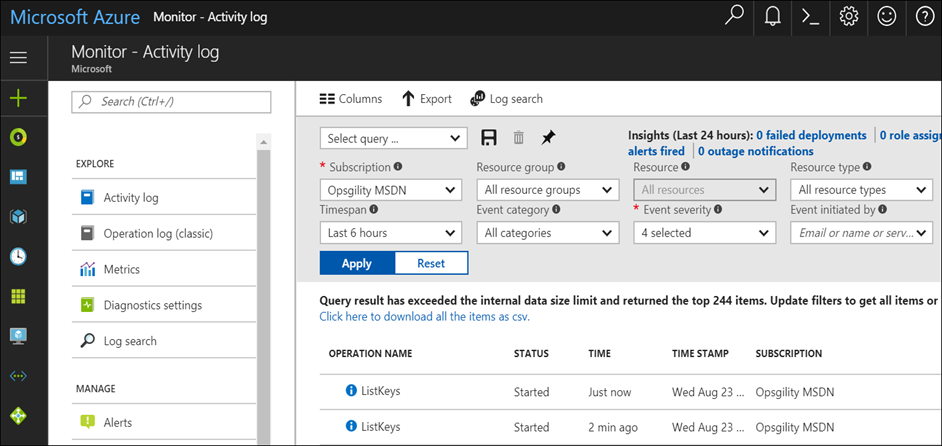 Microsoft Azure Monitor - Activity log
Monitor - Activity log
Microsoft
Search (Ctrl+/)
EXPLORE
Activity log
Operation log (classic)
Metrics
Diagnostics settings
Log search
MANAGE
Alerts
Columns Export Log search
Select query ...
Insights (Last 24 hours): 0 failed deployments | 0 role assig
alerts fired | 0 outage notifications
* Subscription Resource group Resource Resource type
Opsgility MSDN All resource groups All resources All resource types
Timespan Event category * Event severity Event initiated by
Last 6 hours All categories 4 selected Email or name or serv...
Apply Reset
Query result has exceeded the internal data size limit and returned the top 244 items. Update filters to get all items or
Click here to download all the items as csv.
OPERATION NAME STATUS TIME TIME STAMP SUBSCRIPTION
ListKeys Started Just now Wed Aug 23 ... Opsgility MSDN
ListKeys Started 2 min ago Wed Aug 23 ... Opsgility MSDN